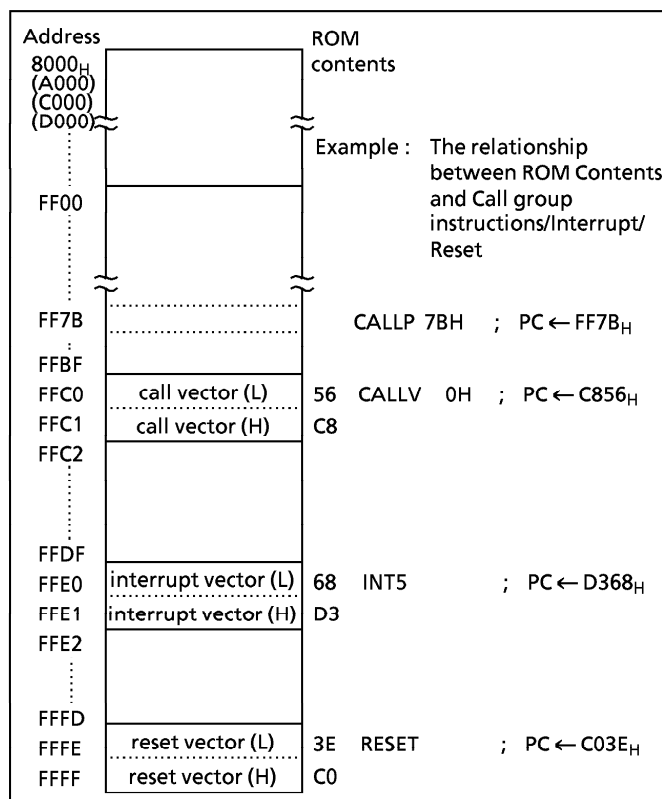 Address ROM
8000H contents
(A000)
(C000)
(D000)
Example : The relationship
between ROM Contents
FF00 and Call group
instructions/Interrupt/
Reset
FF7B CALLP 7BH ; PC ← FF7BH
FFBF
FFC0 call vector (L) 56 CALLV 0H ; PC ← C856H
FFC1 call vector (H) C8
FFC2
FFDF
FFE0 interrupt vector (L) 68 INT5 ; PC ← D368H
FFE1 interrupt vector (H) D3
FFE2
FFFD
FFFE reset vector (L) 3E RESET ; PC ← C03EH
FFFF reset vector (H) C0